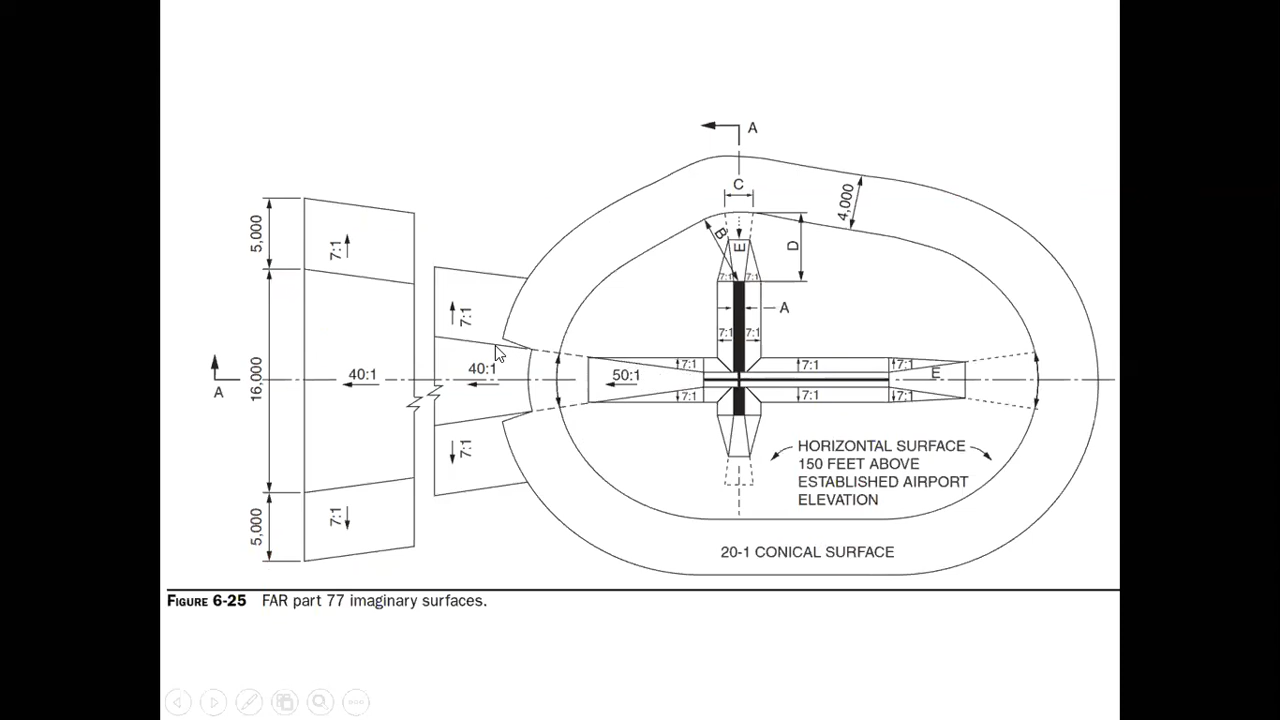 A
C
4,000
B
E
D
5,000
7:1
7:1
7:1
7:1
A
7:1
7:1
7:1
7:1
7:1
16,000
A
40:1
40:1
50:1
E
7:1
7:1
7:1
7:1
5,000
7:1
HORIZONTAL SURFACE
150 FEET ABOVE
ESTABLISHED AIRPORT
ELEVATION
20-1 CONICAL SURFACE
FIGURE 6-25 FAR part 77 imaginary surfaces.